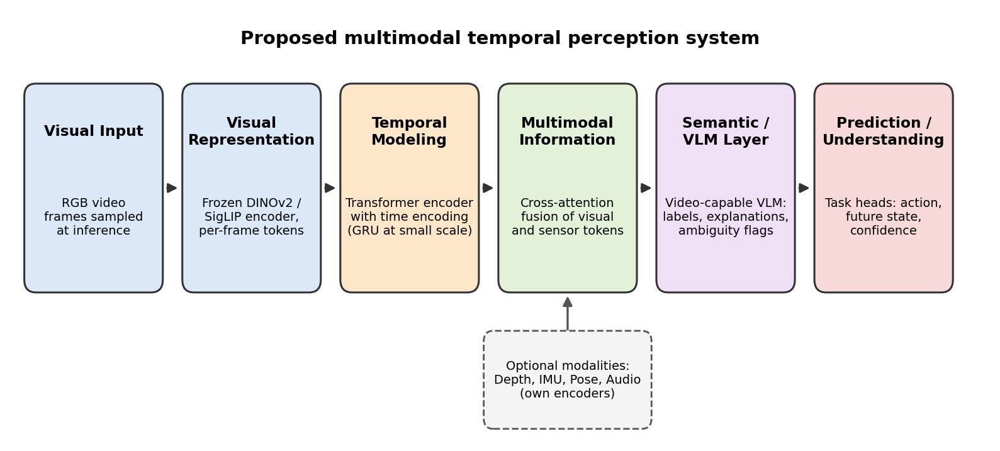 Proposed multimodal temporal perception system
Visual Input
RGB video
frames sampled
at inference
Visual
Representation
Frozen DINOv2 /
SigLIP encoder,
per-frame tokens
Temporal
Modeling
Transformer encoder
with time encoding
(GRU at small scale)
Multimodal
Information
Cross-attention
fusion of visual
and sensor tokens
Semantic /
VLM Layer
Video-capable VLM:
labels, explanations,
ambiguity flags
Prediction /
Understanding
Task heads: action,
future state,
confidence
Optional modalities:
Depth, IMU, Pose, Audio
(own encoders)